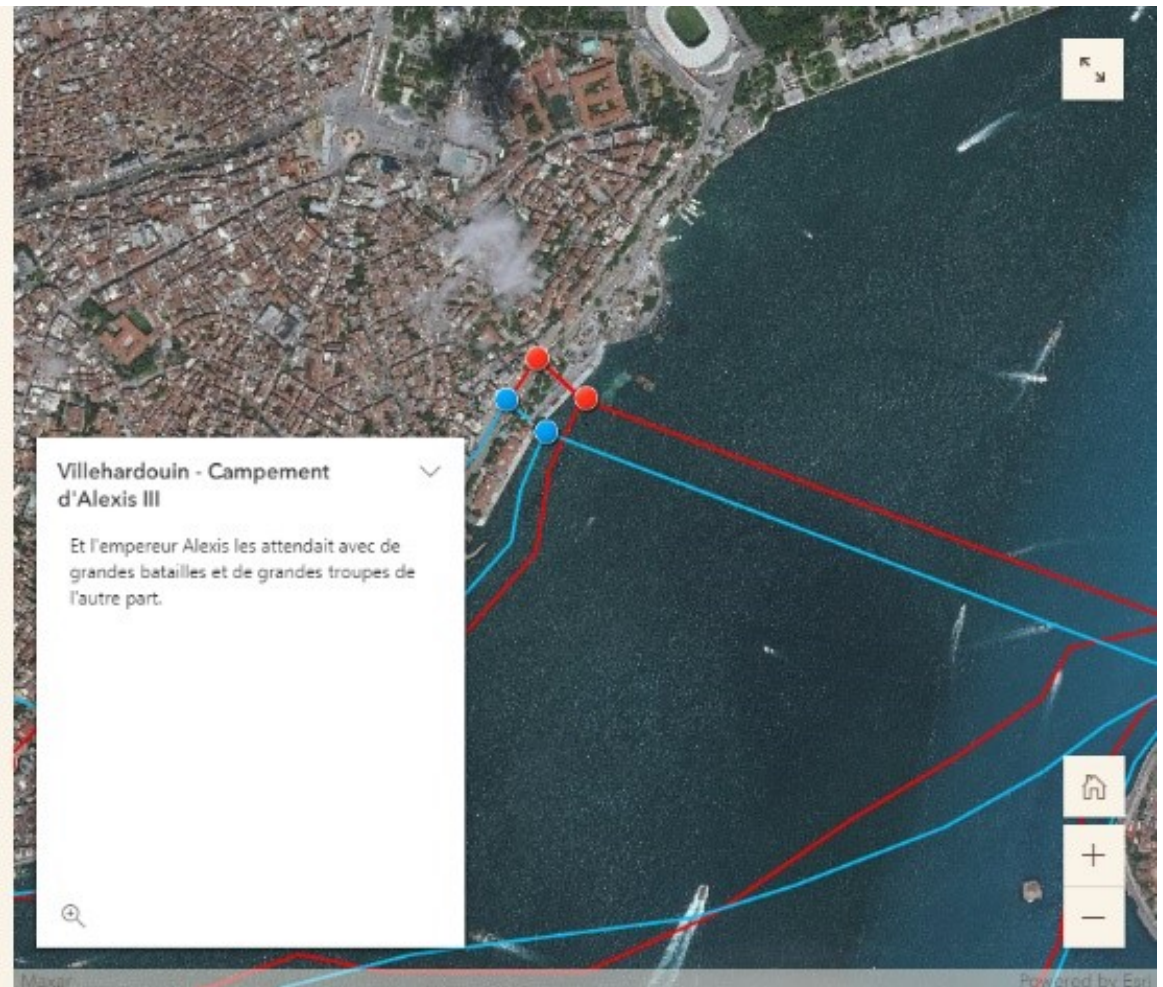 Villehardouin - Campement
d'Alexis III
Et l'empereur Alexis les attendait avec de
grandes batailles et de grandes troupes de
l'autre part.
Maxar
Powered by Esri